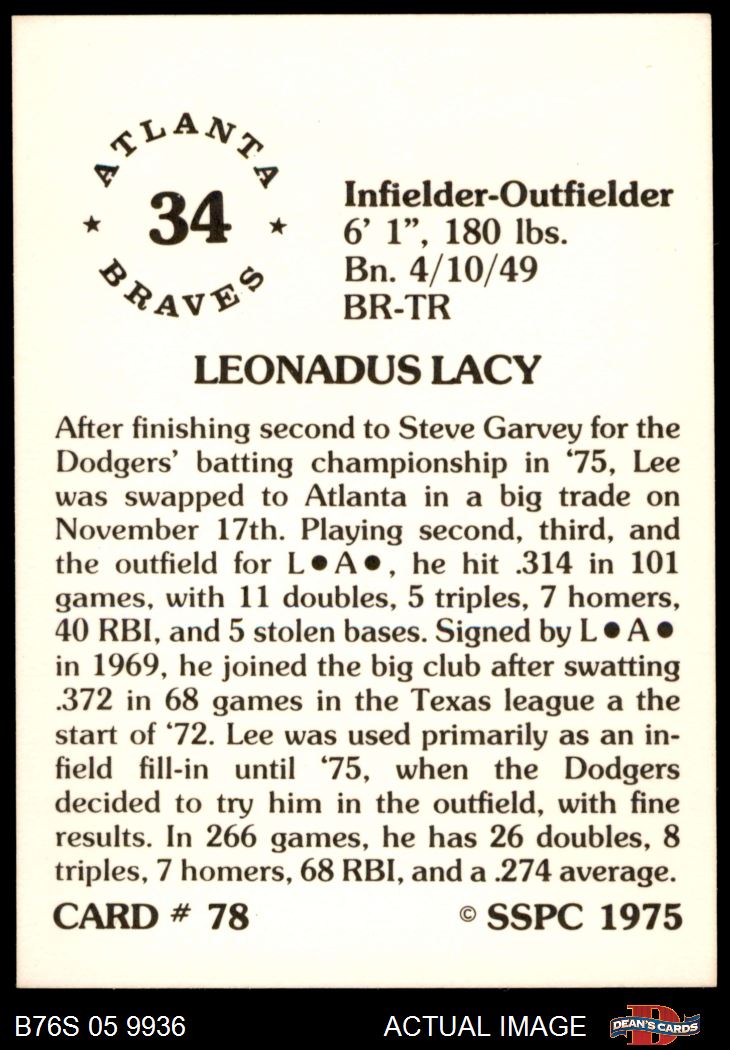 ATLANTA
★ 34 ★
BRAVES
Infielder-Outfielder
6’ 1”, 180 lbs.
Bn. 4/10/49
BR-TR
LEONADUS LACY
After finishing second to Steve Garvey for the
Dodgers’ batting championship in ‘75, Lee
was swapped to Atlanta in a big trade on
November 17th. Playing second, third, and
the outfield for L●A●, he hit .314 in 101
games, with 11 doubles, 5 triples, 7 homers,
40 RBI, and 5 stolen bases. Signed by L●A●
in 1969, he joined the big club after swatting
.372 in 68 games in the Texas league a the
start of ‘72. Lee was used primarily as an in-
field fill-in until ‘75, when the Dodgers
decided to try him in the outfield, with fine
results. In 266 games, he has 26 doubles, 8
triples, 7 homers, 68 RBI, and a .274 average.
CARD # 78 © SSPC 1975
B76S 05 9936 ACTUAL IMAGE DEAN'S CARDS